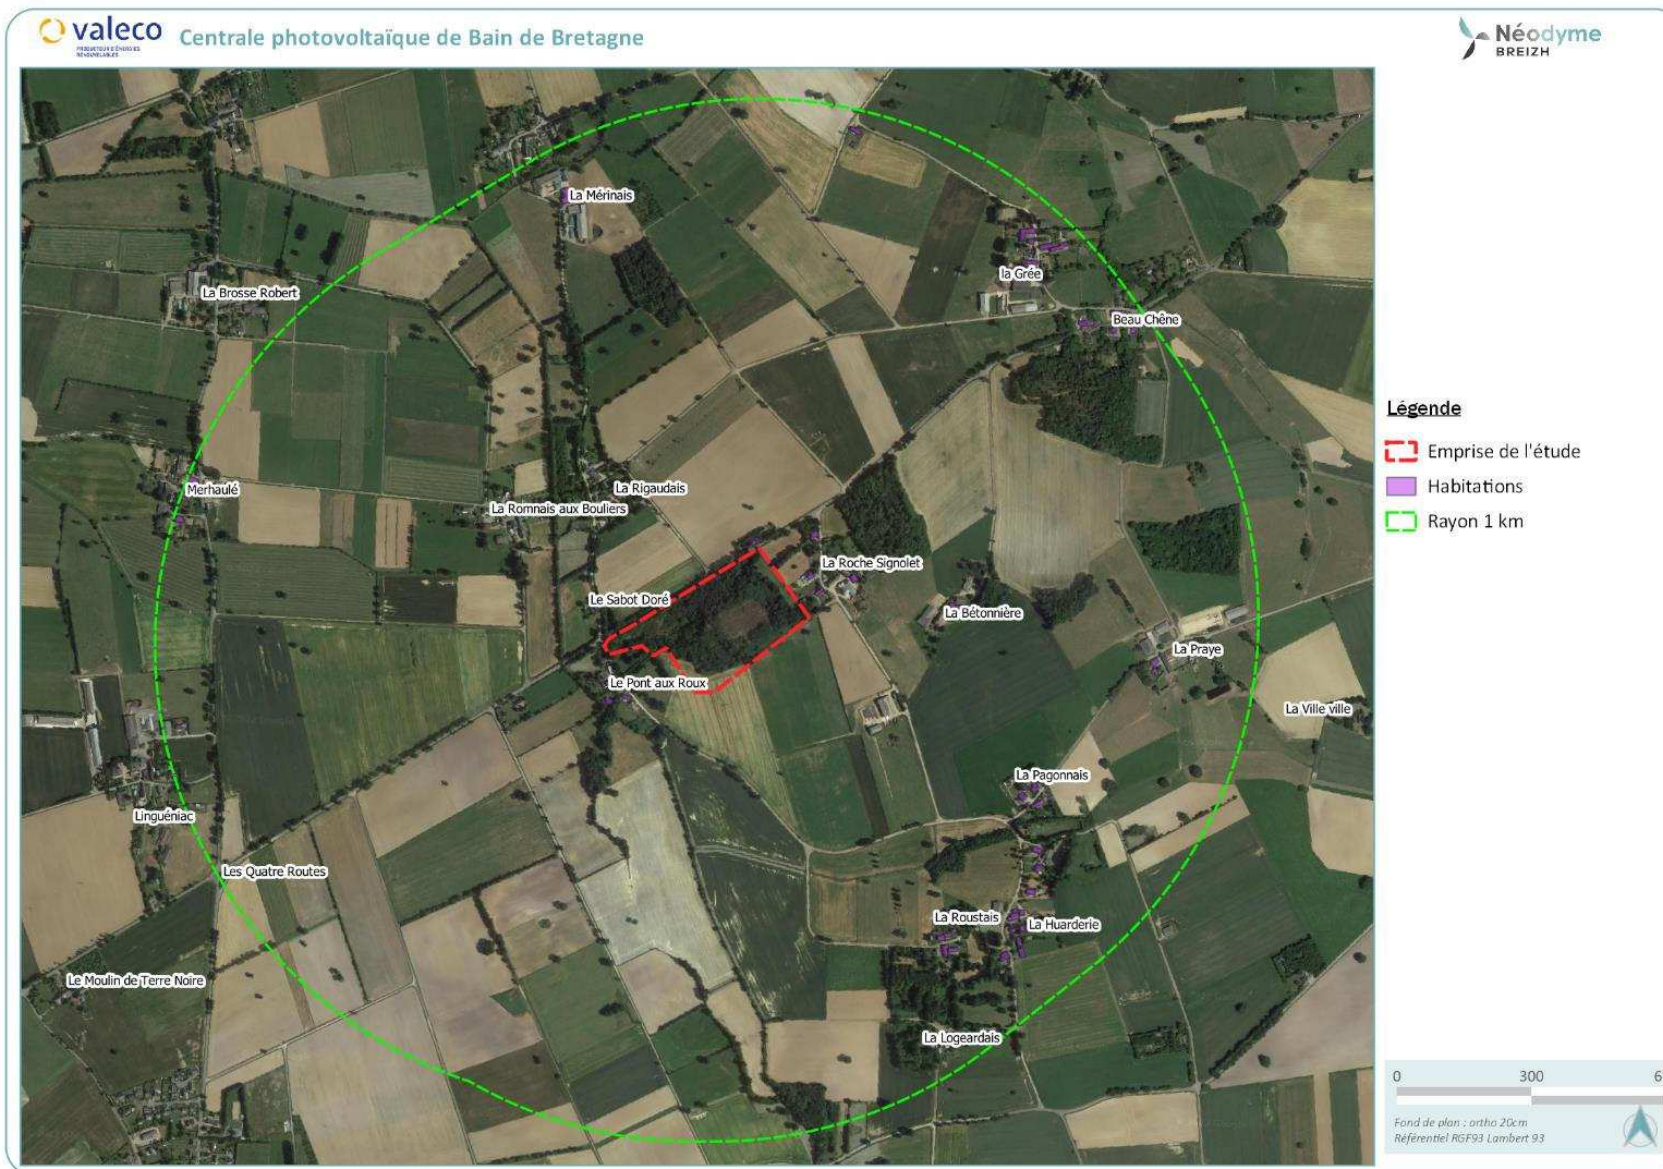 valeco
PRODUCTEUR D'ÉNERGIES
RENOUVELABLES
Centrale photovoltaïque de Bain de Bretagne
Néodyme
BREIZH
La Mérinais
La Brosse Robert
la Grée
Beau Chêne
Merhaulé
La Rigaudais
La Romnais aux Bouliers
La Roche Signolet
Le Sabot Doré
La Bétonnière
La Praye
Le Pont aux Roux
La Ville ville
La Pagonnais
Linguéniac
Les Quatre Routes
La Roustais
La Huarderie
Le Moulin de Terre Noire
La Logeardais
Légende
Emprise de l'étude
Habitations
Rayon 1 km
0 300 6
Fond de plan : ortho 20cm
Référentiel RGF93 Lambert 93